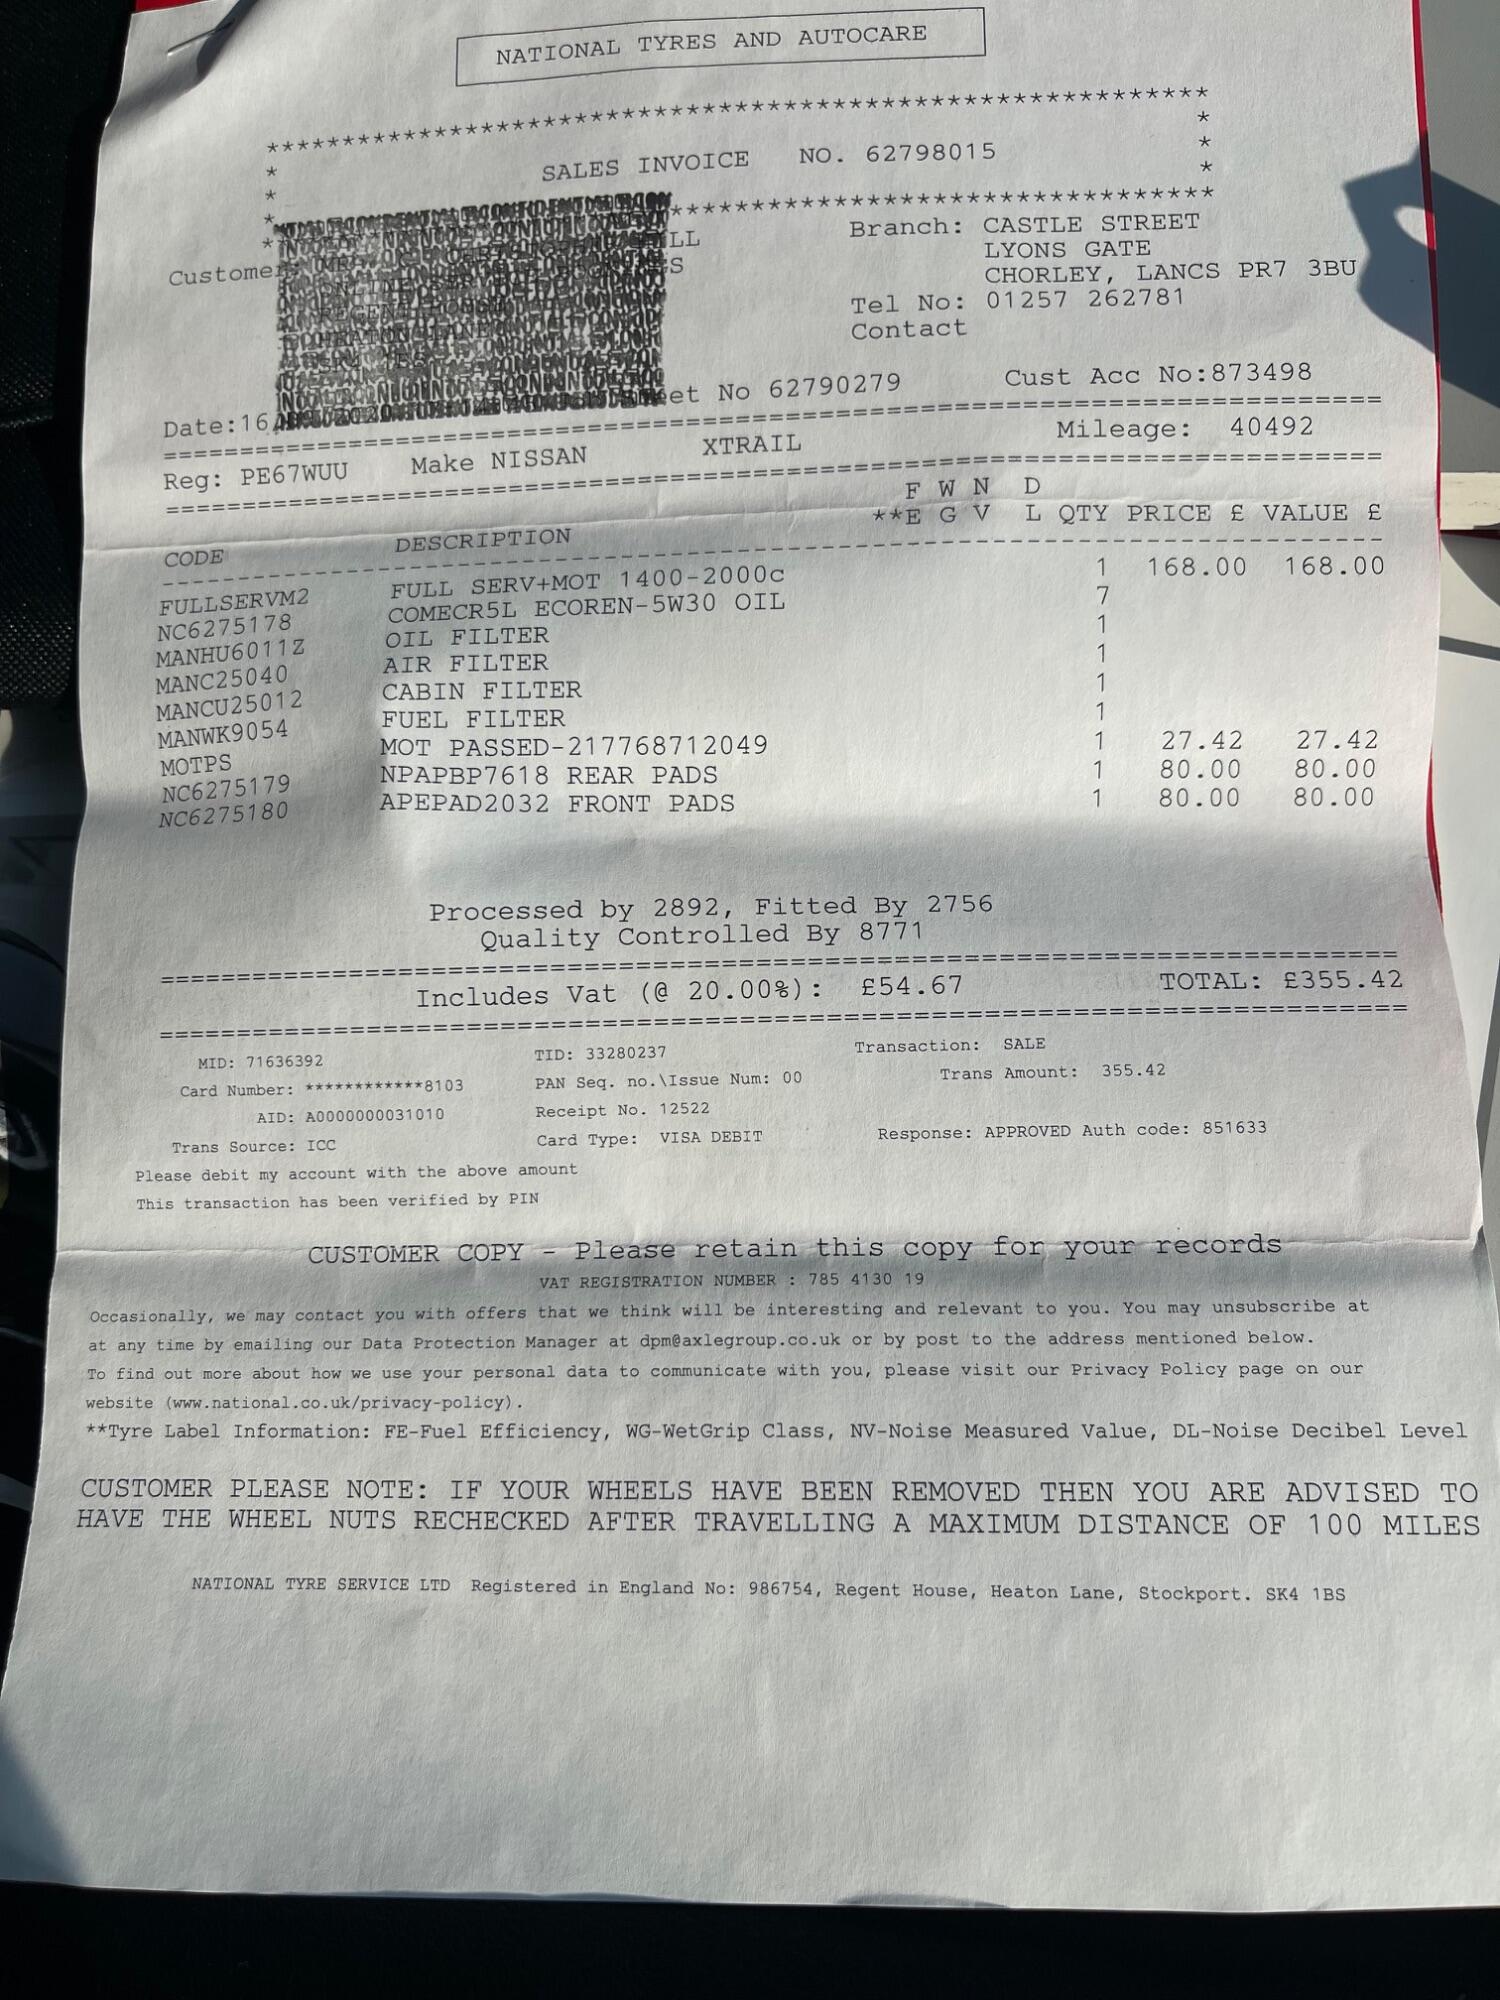 NATIONAL TYRES AND AUTOCARE
**************************************************************
* SALES INVOICE NO. 62798015 *
Customer:
Branch: CASTLE STREET
LYONS GATE
CHORLEY, LANCS PR7 3BU
Tel No: 01257 262781
Contact
Date:16 No 62790279 Cust Acc No:873498
Reg: PE67WUU Make NISSAN XTRAIL Mileage: 40492
F W N D
CODE DESCRIPTION **E G V L QTY PRICE £ VALUE £
FULLSERVM2 FULL SERV+MOT 1400-2000c 1 168.00 168.00
NC6275178 COMECR5L ECOREN-5W30 OIL 7
MANHU6011Z OIL FILTER 1
MANC25040 AIR FILTER 1
MANCU25012 CABIN FILTER 1
MANWK9054 FUEL FILTER 1
MOTPS MOT PASSED-217768712049 1 27.42 27.42
NC6275179 NPAPBP7618 REAR PADS 1 80.00 80.00
NC6275180 APEPAD2032 FRONT PADS 1 80.00 80.00
Processed by 2892, Fitted By 2756
Quality Controlled By 8771
Includes Vat (@ 20.00%): £54.67 TOTAL: £355.42
MID: 71636392 TID: 33280237 Transaction: SALE
Card Number: ************8103 PAN Seq. no.\Issue Num: 00 Trans Amount: 355.42
AID: A0000000031010 Receipt No. 12522
Trans Source: ICC Card Type: VISA DEBIT Response: APPROVED Auth code: 851633
Please debit my account with the above amount
This transaction has been verified by PIN
CUSTOMER COPY - Please retain this copy for your records
VAT REGISTRATION NUMBER : 785 4130 19
Occasionally, we may contact you with offers that we think will be interesting and relevant to you. You may unsubscribe at
at any time by emailing our Data Protection Manager at dpm@axlegroup.co.uk or by post to the address mentioned below.
To find out more about how we use your personal data to communicate with you, please visit our Privacy Policy page on our
website (www.national.co.uk/privacy-policy).
**Tyre Label Information: FE-Fuel Efficiency, WG-WetGrip Class, NV-Noise Measured Value, DL-Noise Decibel Level
CUSTOMER PLEASE NOTE: IF YOUR WHEELS HAVE BEEN REMOVED THEN YOU ARE ADVISED TO
HAVE THE WHEEL NUTS RECHECKED AFTER TRAVELLING A MAXIMUM DISTANCE OF 100 MILES
NATIONAL TYRE SERVICE LTD Registered in England No: 986754, Regent House, Heaton Lane, Stockport. SK4 1BS